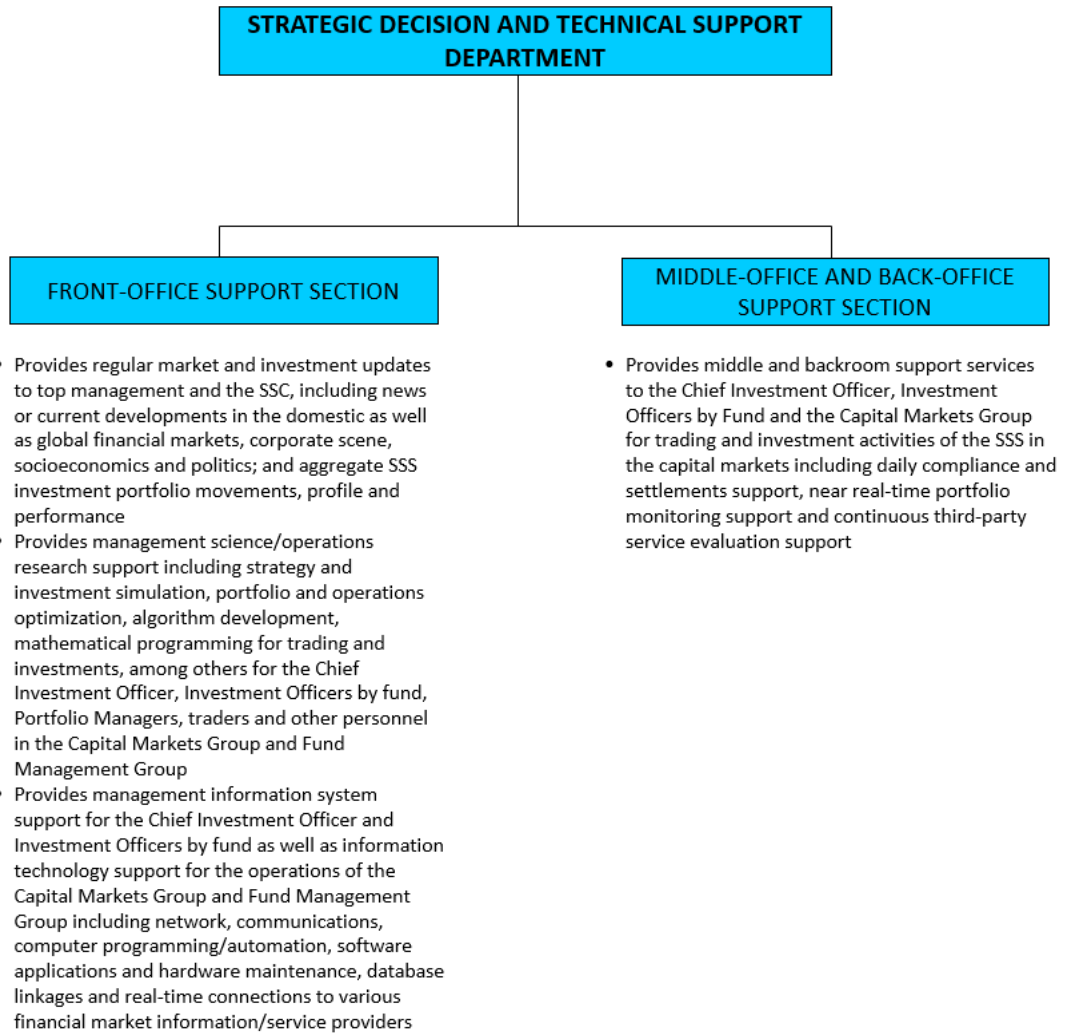 STRATEGIC DECISION AND TECHNICAL SUPPORT
DEPARTMENT
FRONT-OFFICE SUPPORT SECTION
• Provides regular market and investment updates
to top management and the SSC, including news
or current developments in the domestic as well
as global financial markets, corporate scene,
socioeconomics and politics; and aggregate SSS
investment portfolio movements, profile and
performance
• Provides management science/operations
research support including strategy and
investment simulation, portfolio and operations
optimization, algorithm development,
mathematical programming for trading and
investments, among others for the Chief
Investment Officer, Investment Officers by fund,
Portfolio Managers, traders and other personnel
in the Capital Markets Group and Fund
Management Group
• Provides management information system
support for the Chief Investment Officer and
Investment Officers by fund as well as information
technology support for the operations of the
Capital Markets Group and Fund Management
Group including network, communications,
computer programming/automation, software
applications and hardware maintenance, database
linkages and real-time connections to various
financial market information/service providers
MIDDLE-OFFICE AND BACK-OFFICE
SUPPORT SECTION
• Provides middle and backroom support services
to the Chief Investment Officer, Investment
Officers by Fund and the Capital Markets Group
for trading and investment activities of the SSS in
the capital markets including daily compliance and
settlements support, near real-time portfolio
monitoring support and continuous third-party
service evaluation support